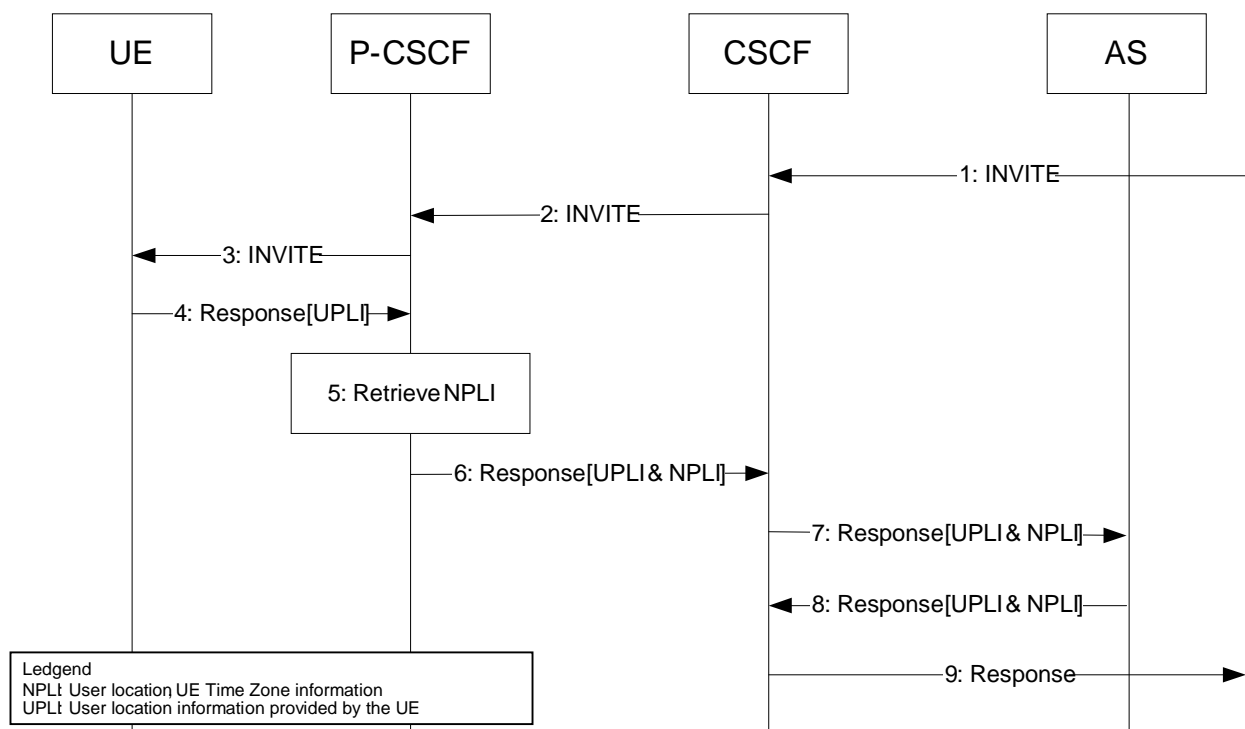 UE
P-CSCF
CSCF
AS
1: INVITE
2: INVITE
3: INVITE
4: Response[UPLI]
5: Retrieve NPLI
6: Response[UPLI & NPLI]
7: Response[UPLI & NPLI]
8: Response[UPLI & NPLI]
9: Response
Ledgend
NPLI: User location, UE Time Zone information
UPLI: User location information provided by the UE